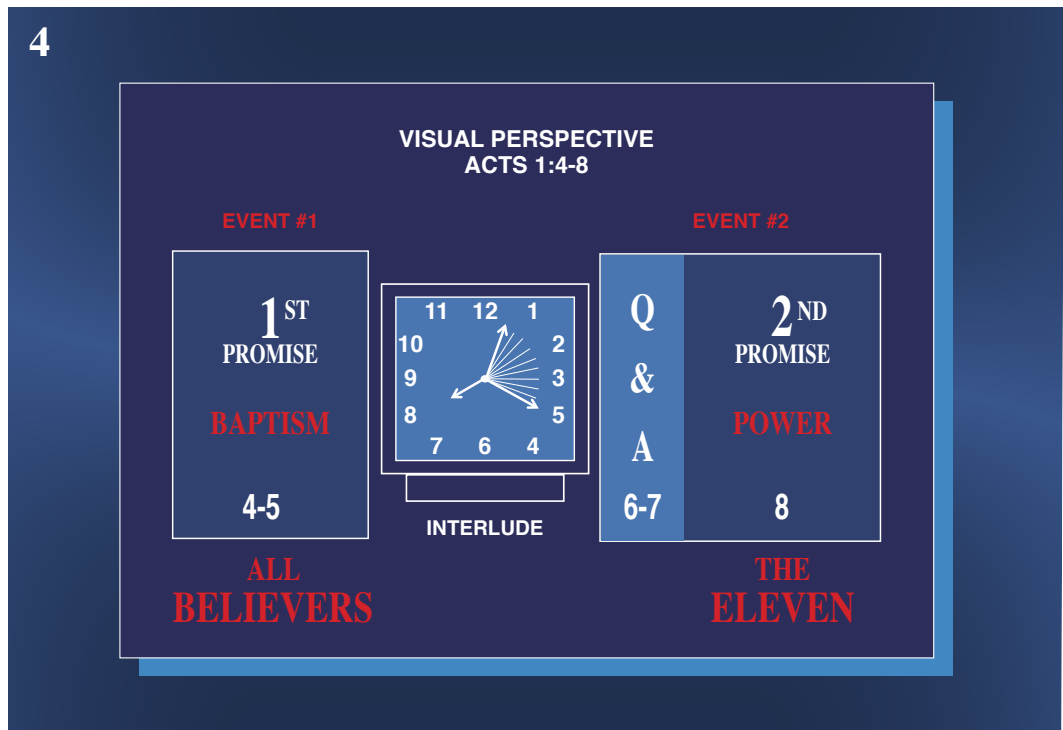 4
VISUAL PERSPECTIVE
ACTS 1:4-8
EVENT #1
1ST
PROMISE
BAPTISM
4-5
ALL
BELIEVERS
11 12 1
10 2
9 3
8 5
7 6 4
INTERLUDE
EVENT #2
Q
&
A
6-7
2ND
PROMISE
POWER
8
THE
ELEVEN